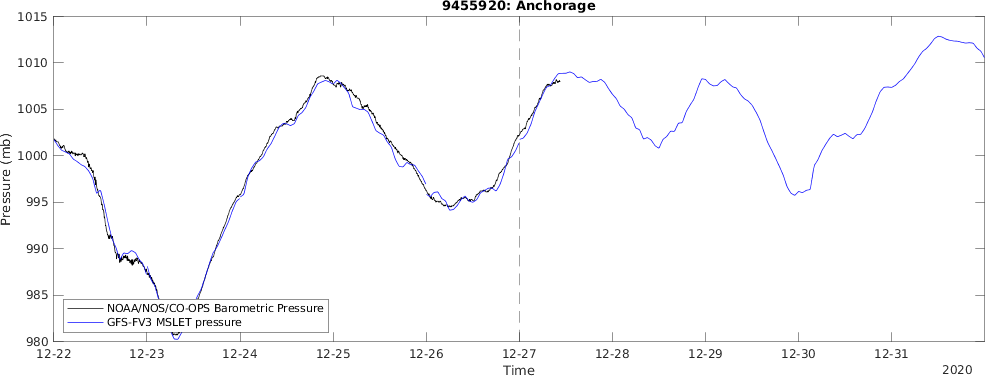 9455920: Anchorage
1015
1010
1005
1000
995
990
985
980
Pressure (mb)
NOAA/NOS/CO-OPS Barometric Pressure
GFS-FV3 MSLET pressure
12-22 12-23 12-24 12-25 12-26 12-27 12-28 12-29 12-30 12-31
Time
2020